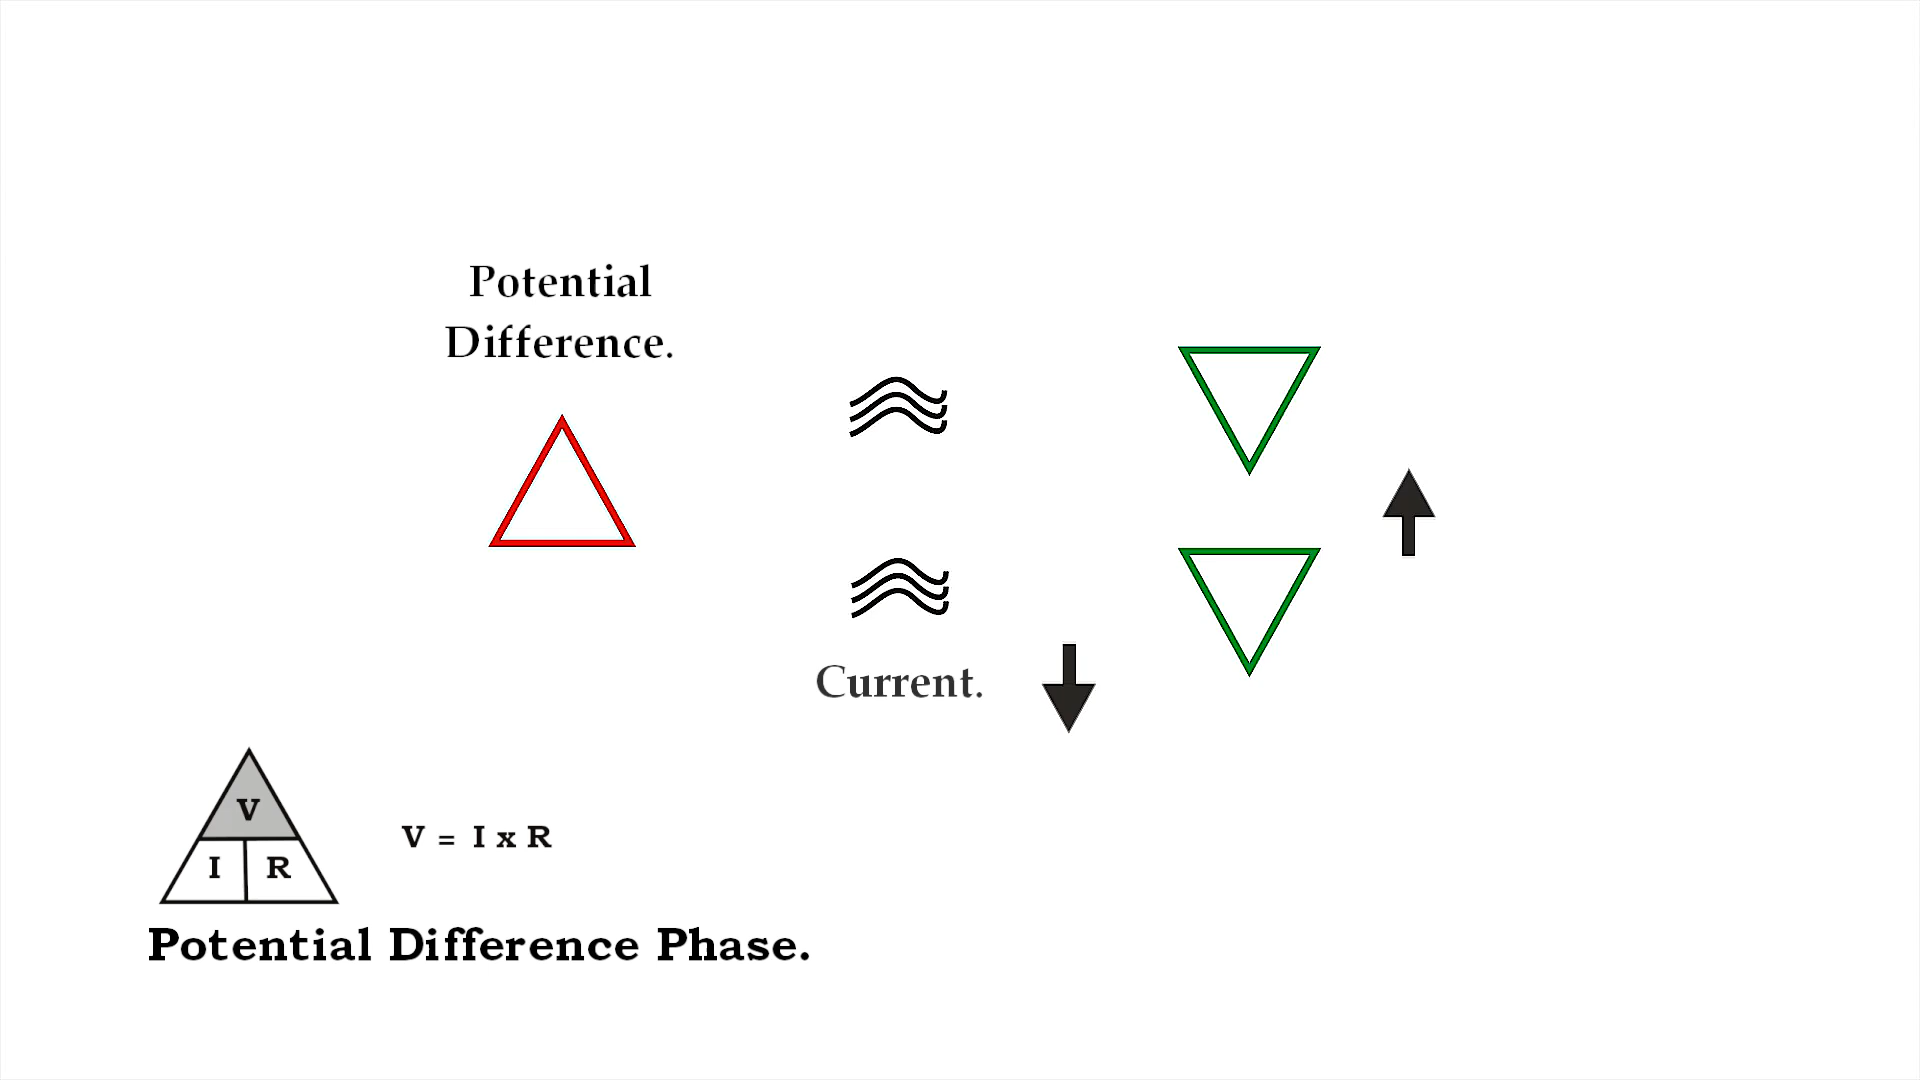 Potential
Difference.
Current.
V
I R
V = I x R
Potential Difference Phase.